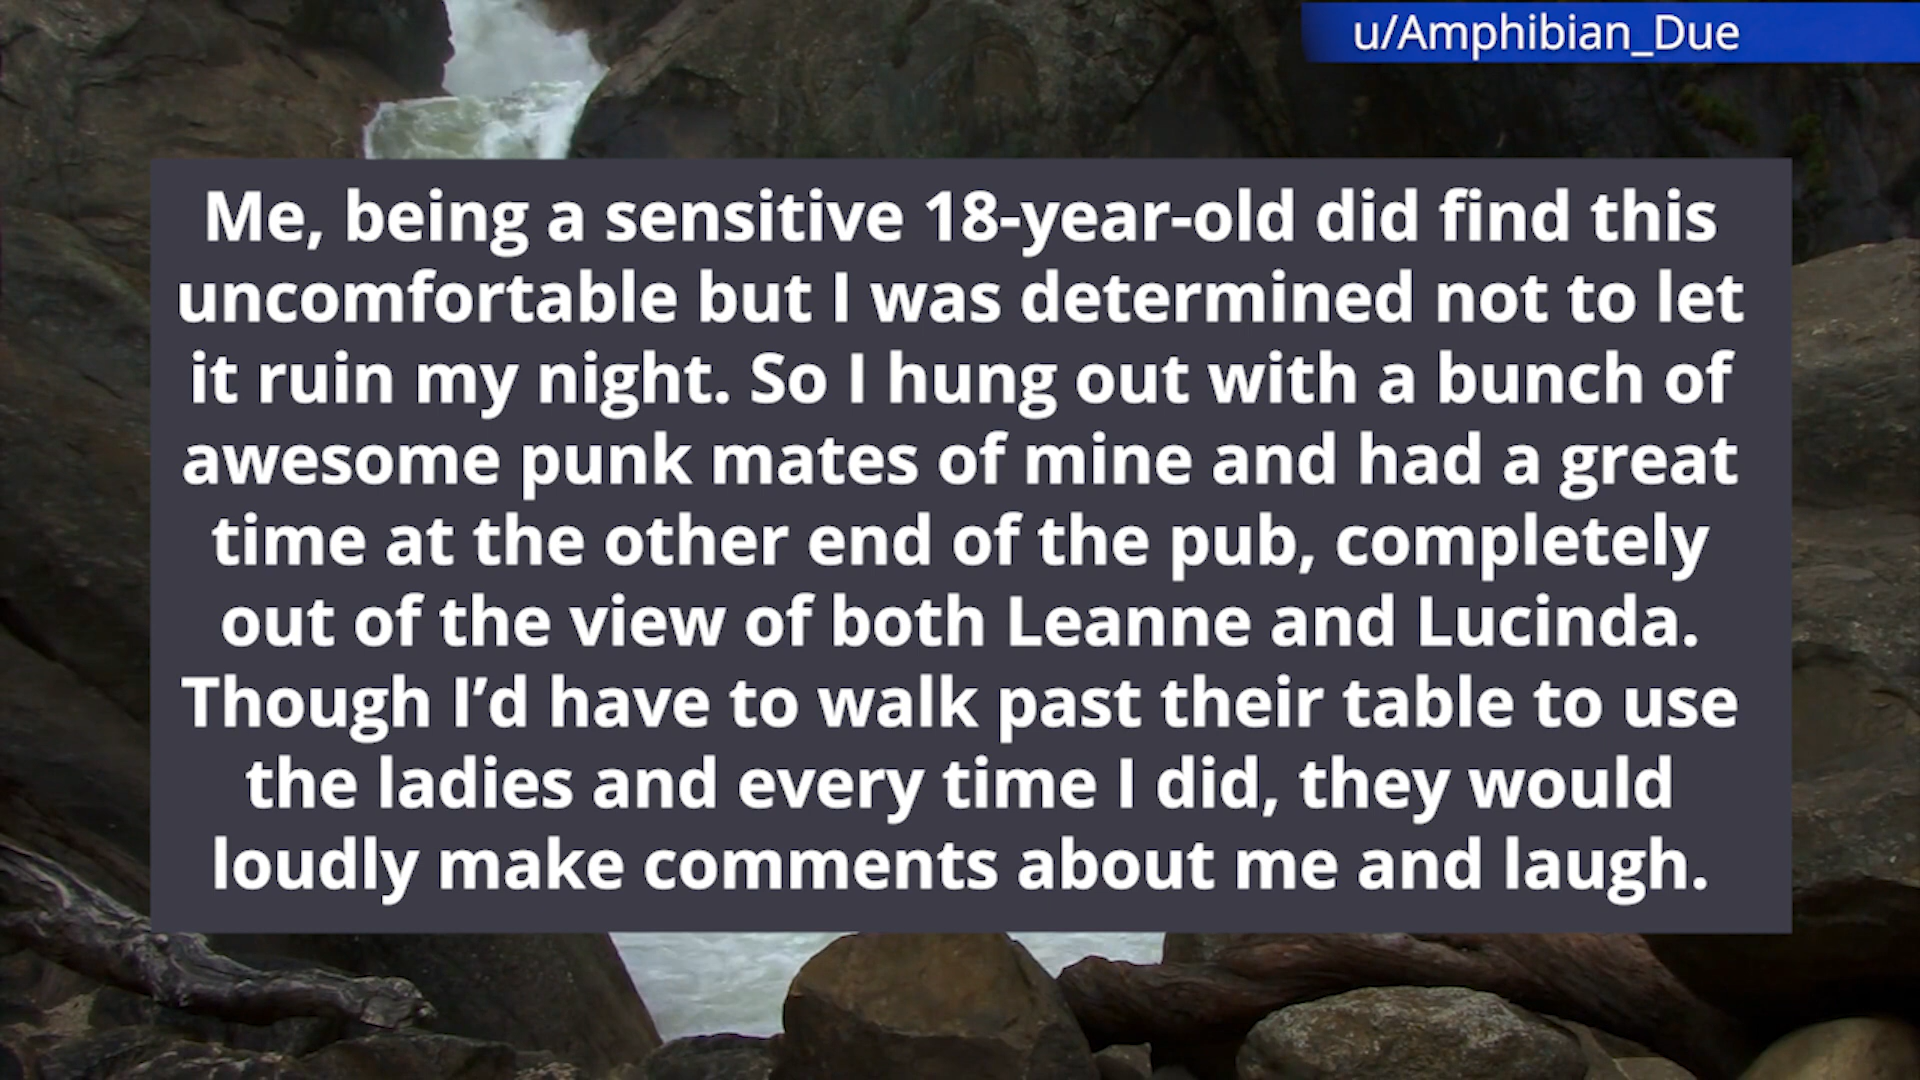 u/Amphibian_Due
Me, being a sensitive 18-year-old did find this
uncomfortable but I was determined not to let
it ruin my night. So I hung out with a bunch of
awesome punk mates of mine and had a great
time at the other end of the pub, completely
out of the view of both Leanne and Lucinda.
Though I’d have to walk past their table to use
the ladies and every time I did, they would
loudly make comments about me and laugh.